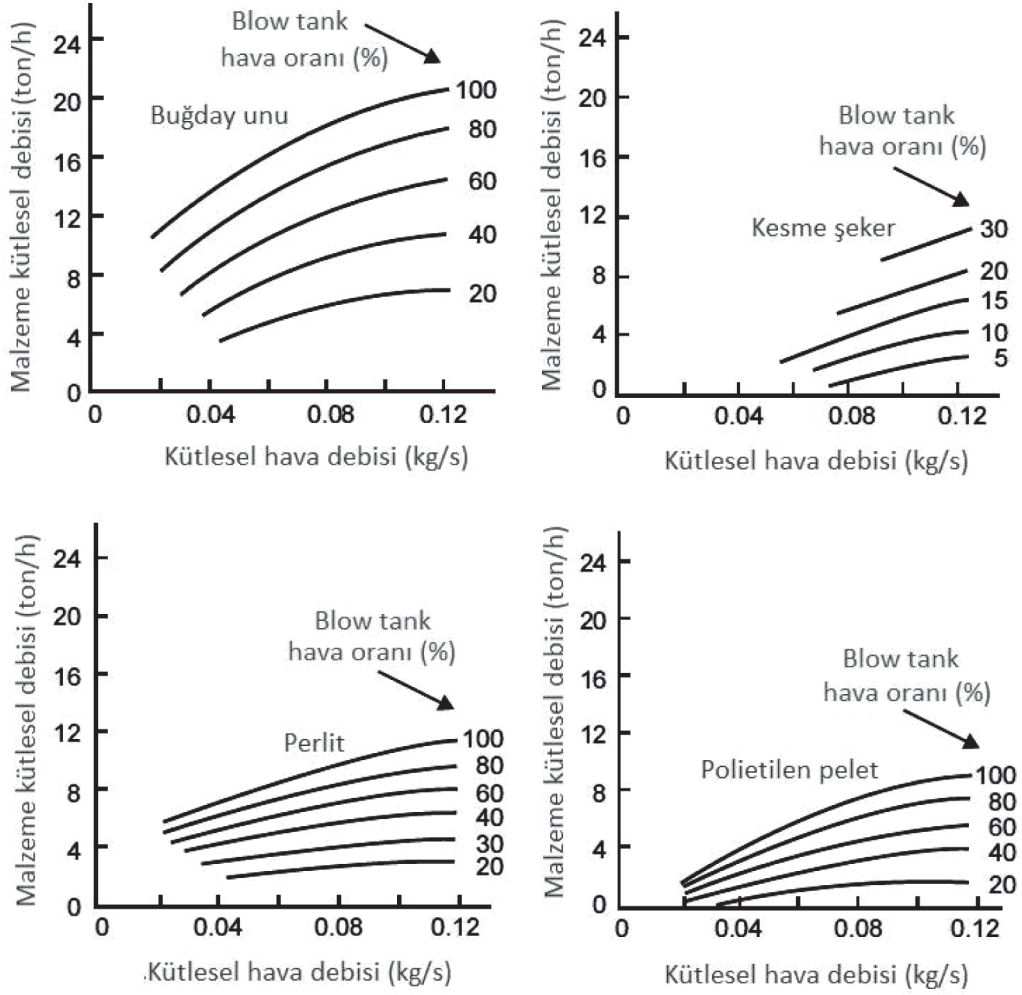 Malzeme kütlesel debisi (ton/h)
24
20
16
12
8
4
0
Blow tank
hava oranı (%)
Buğday unu
100
80
60
40
20
0 0.04 0.08 0.12
Kütlesel hava debisi (kg/s)
Malzeme kütlesel debisi (ton/h)
24
20
16
12
8
4
0
Blow tank
hava oranı (%)
Kesme şeker
30
20
15
10
5
0 0.04 0.08 0.12
Kütlesel hava debisi (kg/s)
Malzeme kütlesel debisi (ton/h)
24
20
16
12
8
4
0
Blow tank
hava oranı (%)
Perlit
100
80
60
40
30
20
0 0.04 0.08 0.12
.Kütlesel hava debisi (kg/s)
Malzeme kütlesel debisi (ton/h)
24
20
16
12
8
4
0
Blow tank
hava oranı (%)
Polietilen pelet
100
80
60
40
20
0 0.04 0.08 0.12
Kütlesel hava debisi (kg/s)